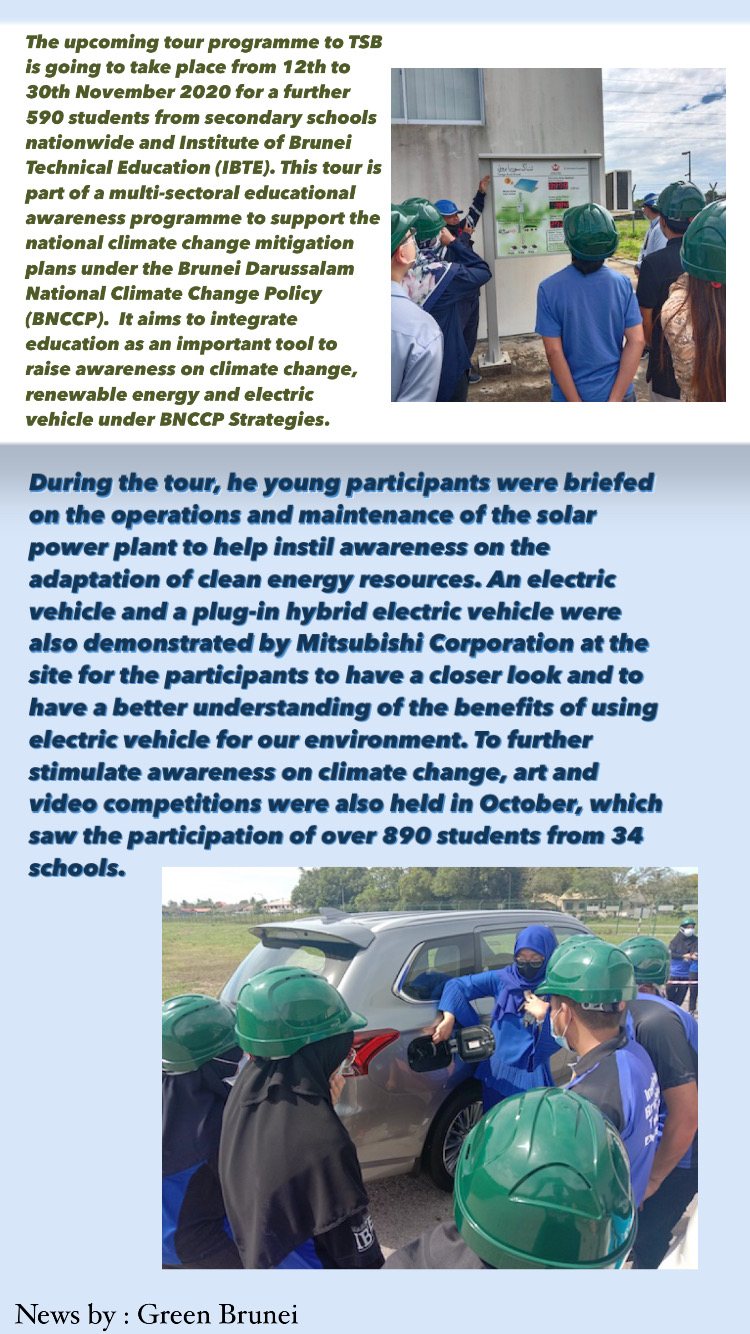 The upcoming tour programme to TSB
is going to take place from 12th to
30th November 2020 for a further
590 students from secondary schools
nationwide and Institute of Brunei
Technical Education (IBTE). This tour is
part of a multi-sectoral educational
awareness programme to support the
national climate change mitigation
plans under the Brunei Darussalam
National Climate Change Policy
(BNCCP).  It aims to integrate
education as an important tool to
raise awareness on climate change,
renewable energy and electric
vehicle under BNCCP Strategies.
During the tour, he young participants were briefed
on the operations and maintenance of the solar
power plant to help instil awareness on the
adaptation of clean energy resources. An electric
vehicle and a plug-in hybrid electric vehicle were
also demonstrated by Mitsubishi Corporation at the
site for the participants to have a closer look and to
have a better understanding of the benefits of using
electric vehicle for our environment. To further
stimulate awareness on climate change, art and
video competitions were also held in October, which
saw the participation of over 890 students from 34
schools.
IBTE
News by : Green Brunei